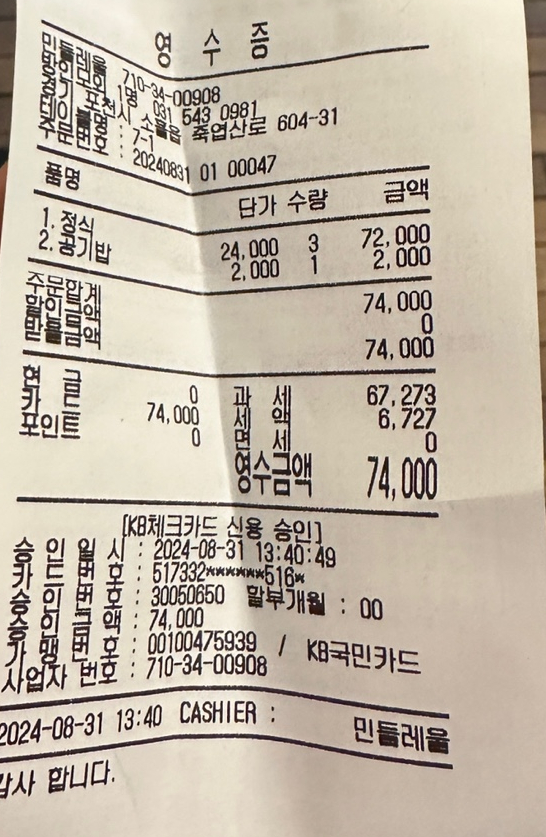 영 수 증
민들레울 710-34-00908
방인모외 1명 031 543 0981
경기 포천시 소흘읍 죽엽산로 604-31
테이블명 : 7-1
주문번호 : 20240831 01 00047
품명 단가 수량 금액
1. 정식 24,000 3 72,000
2. 공기밥 2,000 1 2,000
주문합계 74,000
할인금액 0
받을금액 74,000
현 금 0 과 세 67,273
카 드 74,000 세 액 6,727
포인트 0 면 세 0
영수금액 74,000
[KB체크카드 신용 승인]
승 인 일 시 : 2024-08-31 13:40:49
카 드 번 호 : 517332******516*
승 인 번 호 : 30050650 할부개월 : 00
승 인 금 액 : 74,000
가 맹 번 호 : 00100475939 / KB국민카드
사업자 번호 : 710-34-00908
2024-08-31 13:40 CASHIER : 민들레울
감사 합니다.